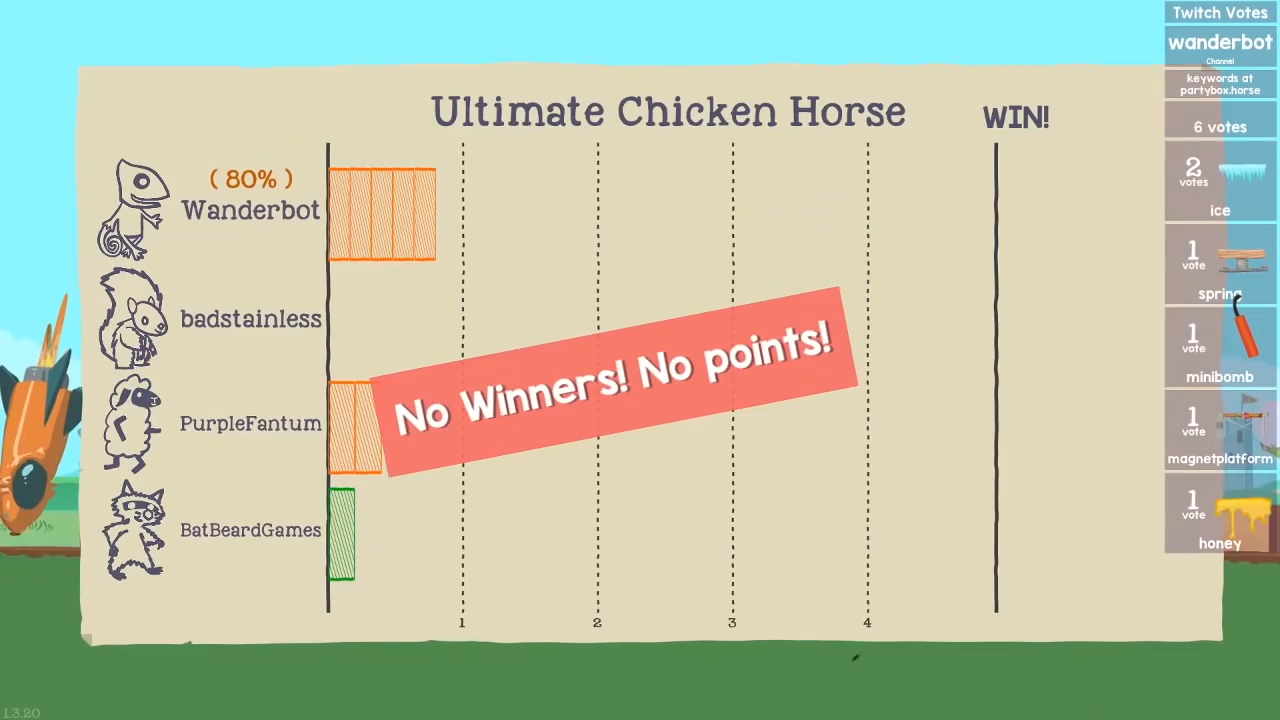 Twitch Votes
wanderbot
Channel
keywords at
partybox.horse
6 votes
2
votes
ice
1
vote
spring
1
vote
minibomb
1
vote
magnetplatform
1
vote
honey
Ultimate Chicken Horse
WIN!
( 80% )
Wanderbot
badstainless
PurpleFantum
BatBeardGames
No Winners! No points!
1
2
3
4
1.3.20